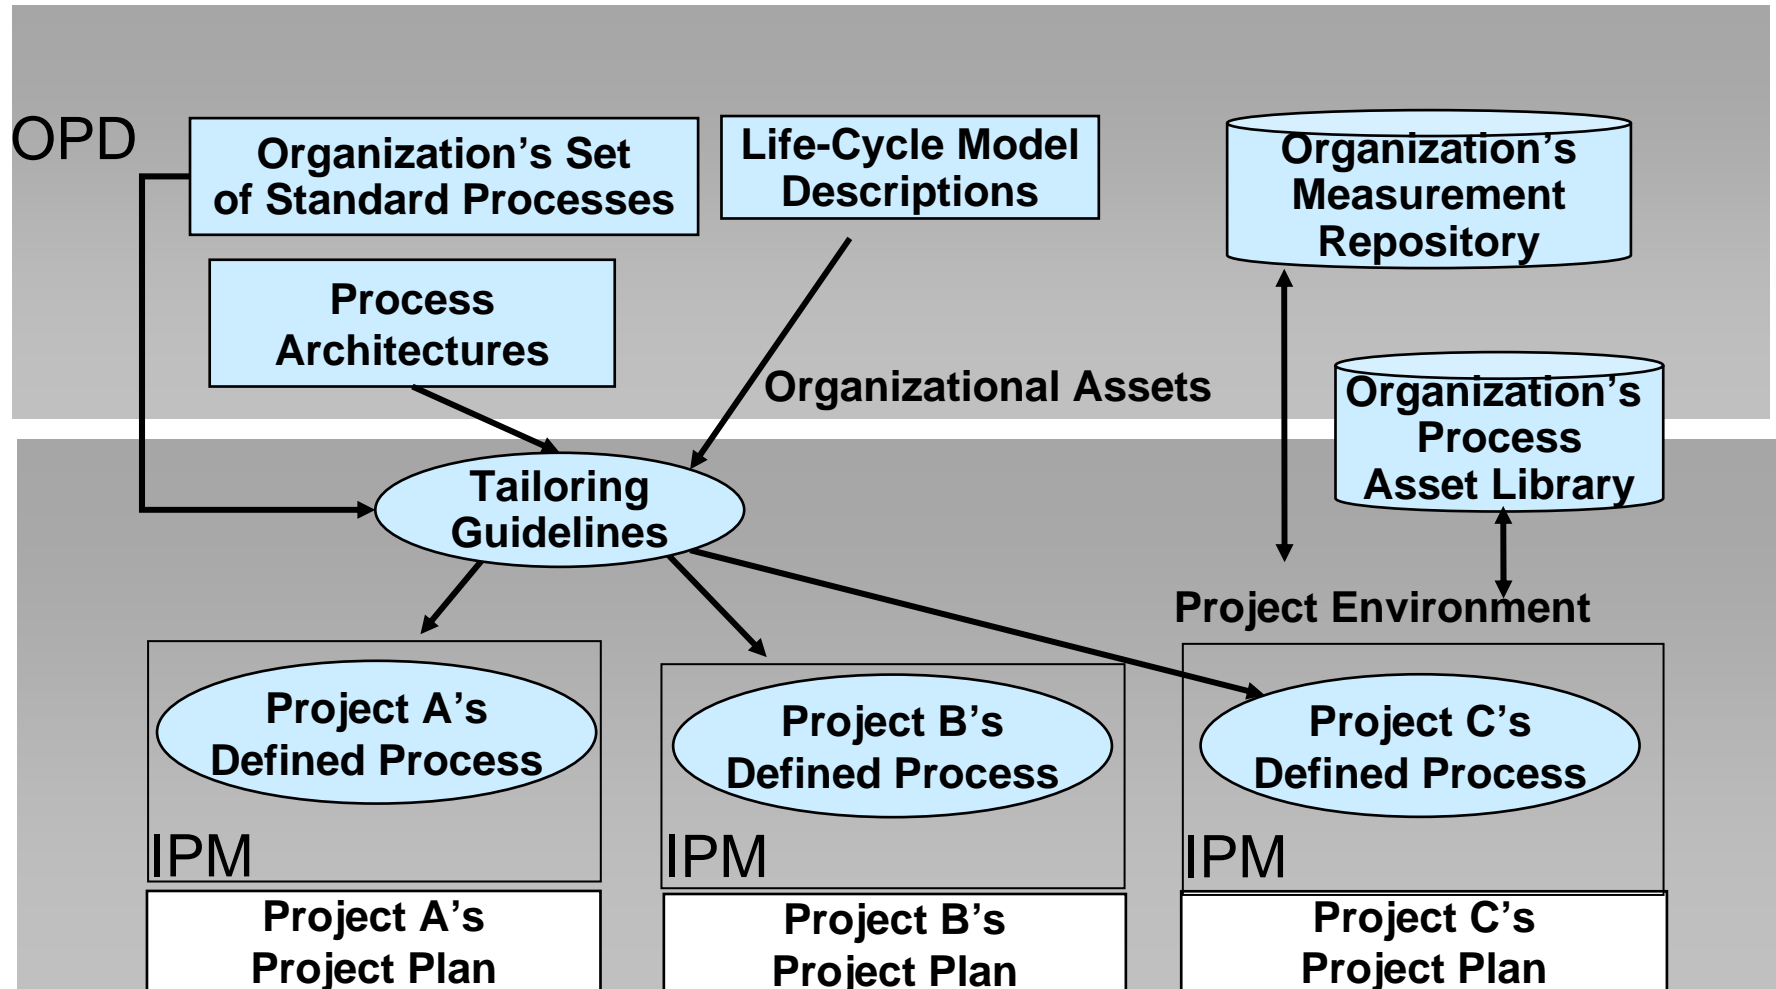 OPD
Organization’s Set
of Standard Processes
Life-Cycle Model
Descriptions
Organization’s
Measurement
Repository
Process
Architectures
Organizational Assets
Organization’s
Process
Asset Library
Tailoring
Guidelines
Project Environment
Project A’s
Defined Process
IPM
Project B’s
Defined Process
IPM
Project C’s
Defined Process
IPM
Project A’s
Project Plan
Project B’s
Project Plan
Project C’s
Project Plan